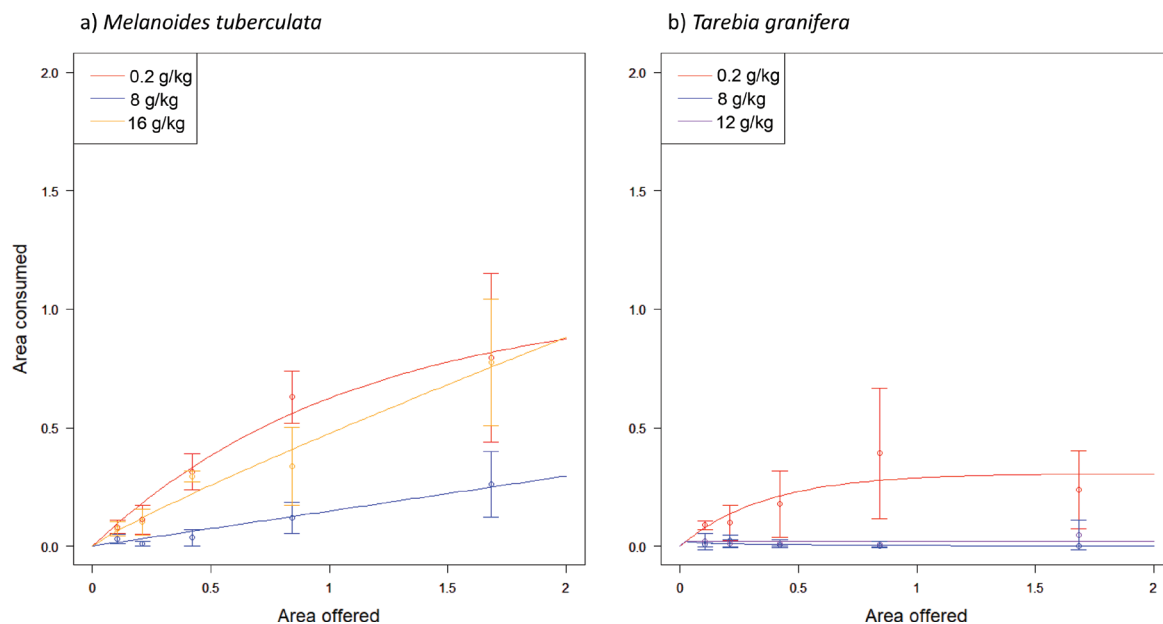 a) Melanoides tuberculata
b) Tarebia granifera
0.2 g/kg
8 g/kg
16 g/kg
0.2 g/kg
8 g/kg
12 g/kg
2.0
1.5
1.0
0.5
0.0
Area consumed
0 0.5 1 1.5 2
Area offered
2.0
1.5
1.0
0.5
0.0
0 0.5 1 1.5 2
Area offered